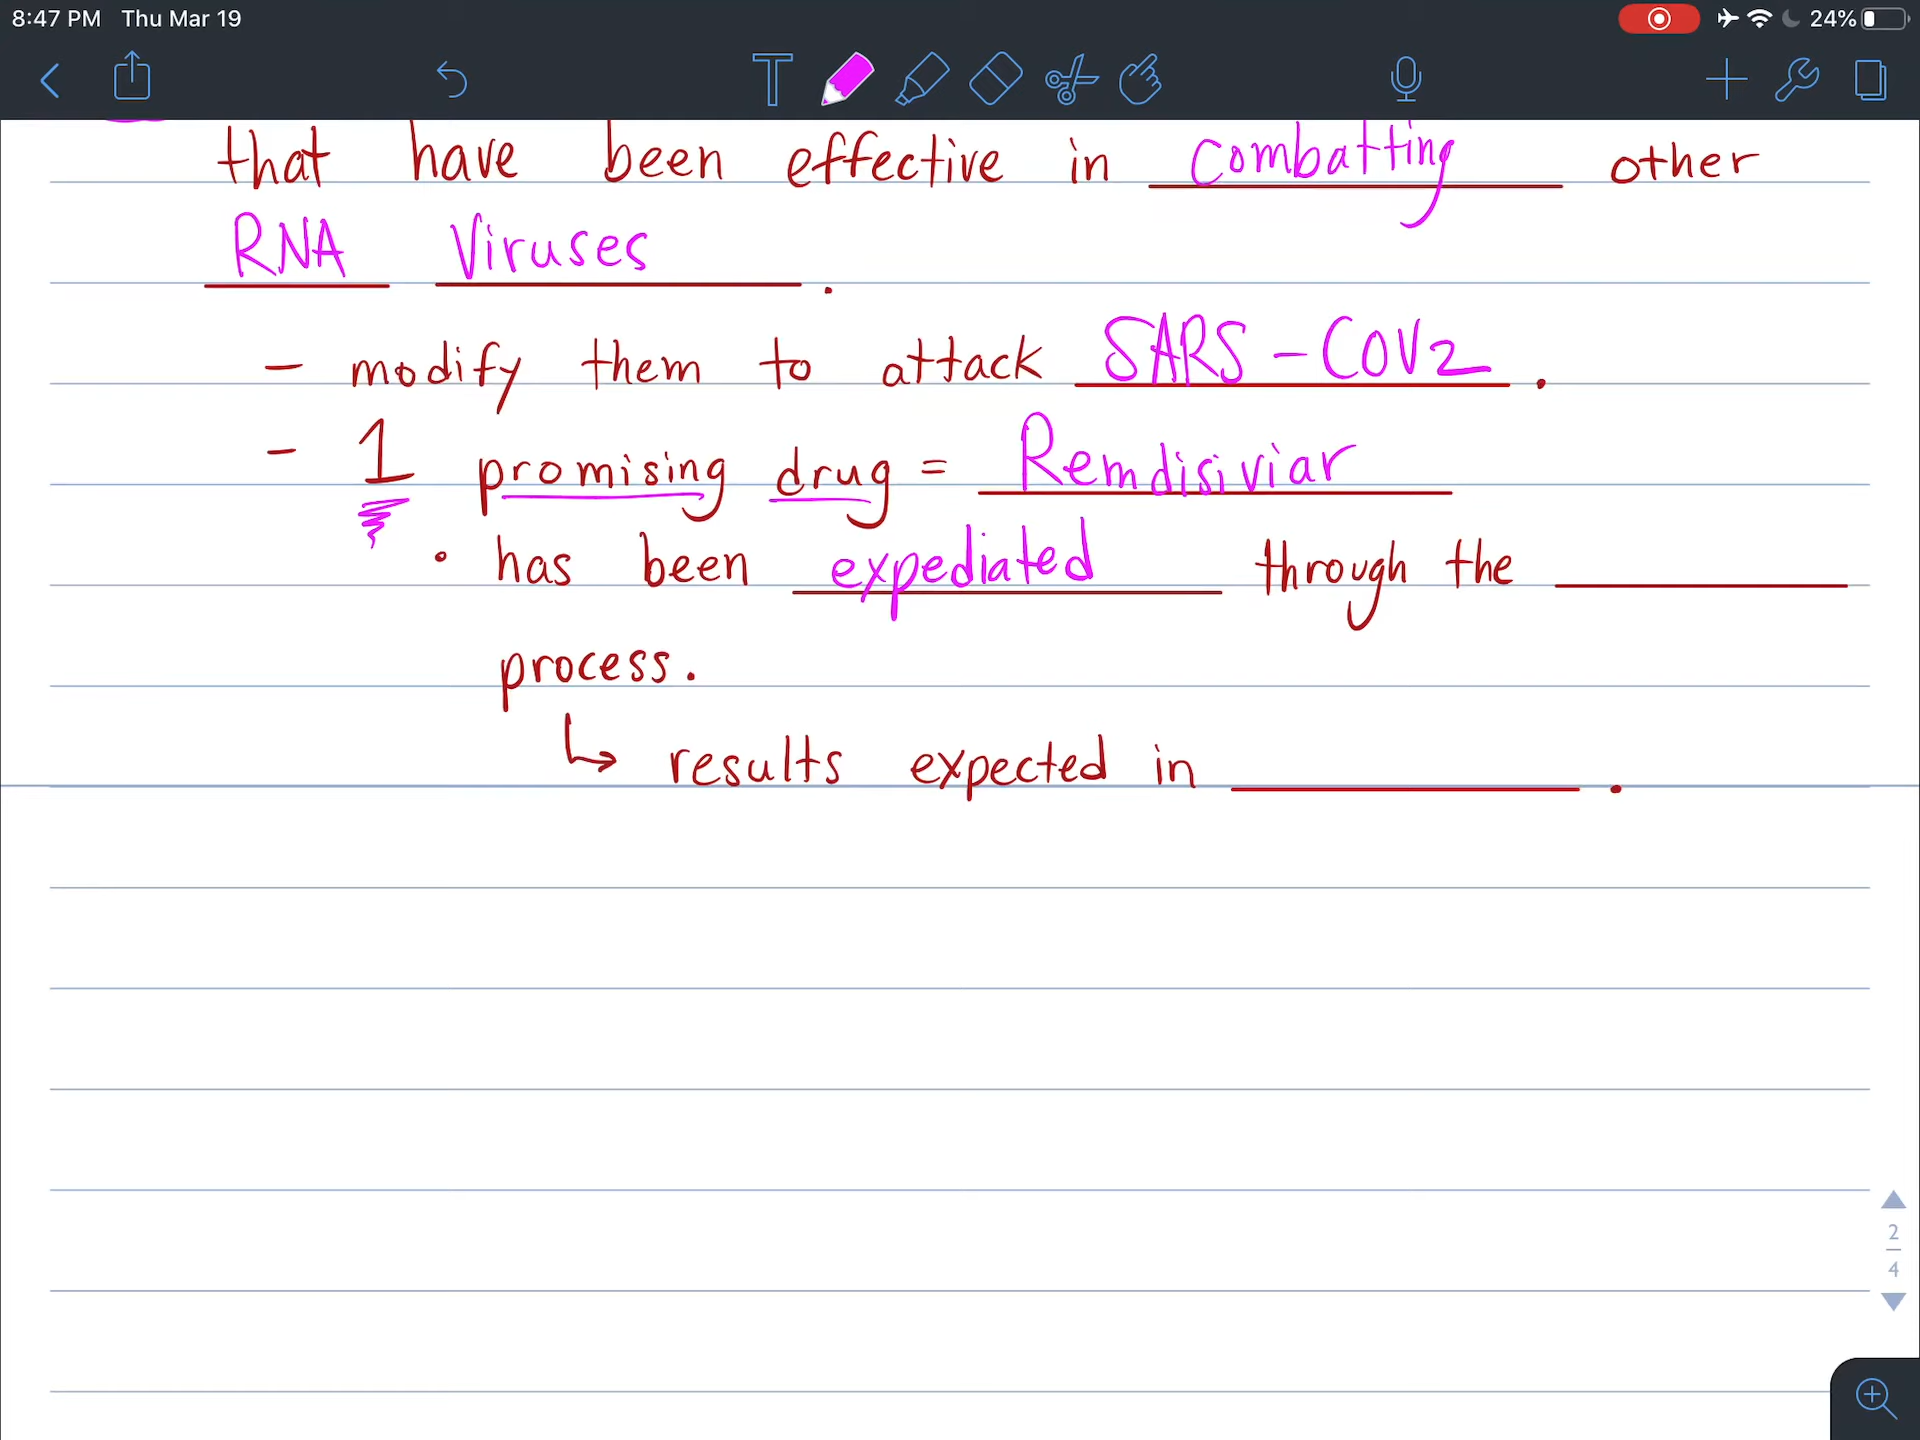 8:47 PM Thu Mar 19 24%
that have been effective in combatting other
RNA Viruses.
- modify them to attack SARS-COV2.
- 1 promising drug = Remdisiviar
• has been expediated through the
process.
↳ results expected in .
2
4